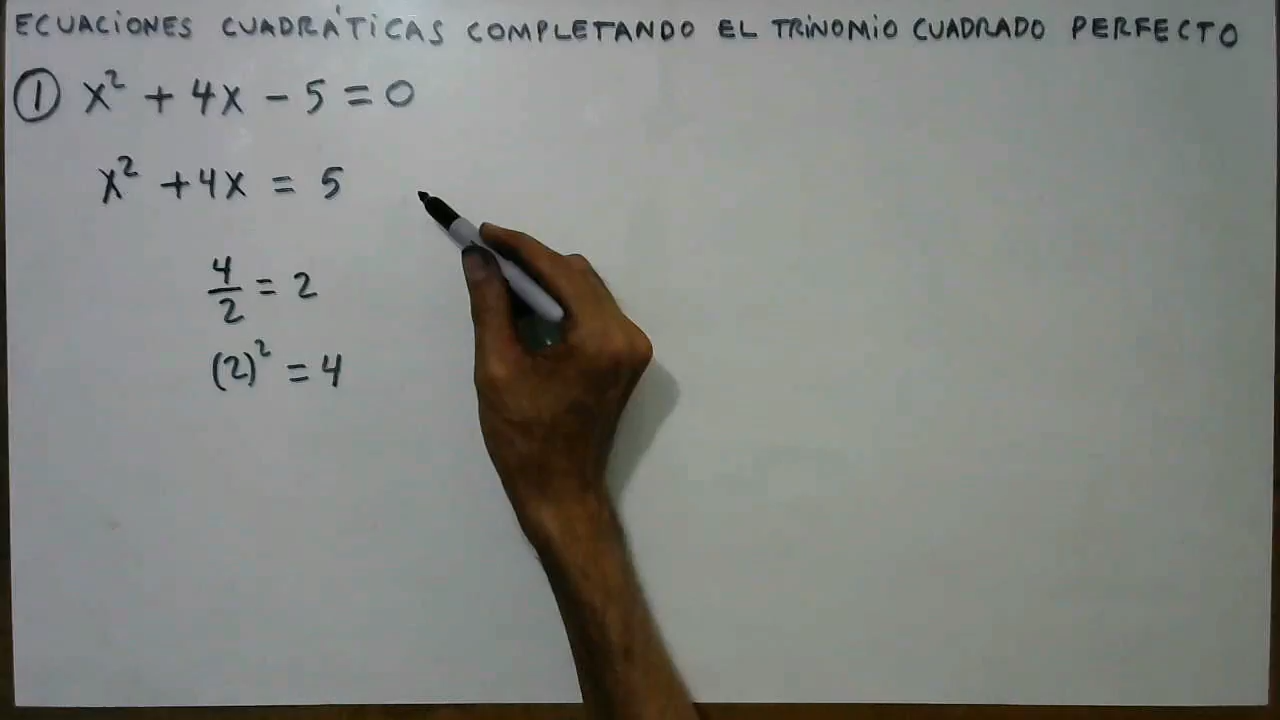 ECUACIONES CUADRÁTICAS COMPLETANDO EL TRINOMIO CUADRADO PERFECTO
① x² + 4x - 5 = 0
x² + 4x = 5
4/2 = 2
(2)² = 4